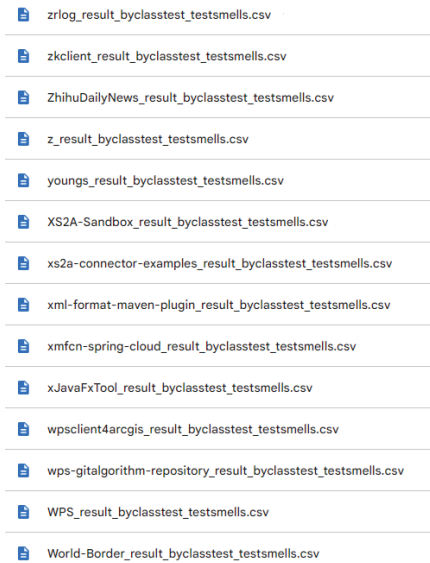 zrlog_result_byclasstest_testsmells.csv
zkclient_result_byclasstest_testsmells.csv
ZhihuDailyNews_result_byclasstest_testsmells.csv
z_result_byclasstest_testsmells.csv
youngs_result_byclasstest_testsmells.csv
XS2A-Sandbox_result_byclasstest_testsmells.csv
xs2a-connector-examples_result_byclasstest_testsmells.csv
xml-format-maven-plugin_result_byclasstest_testsmells.csv
xmfcn-spring-cloud_result_byclasstest_testsmells.csv
xJavaFxTool_result_byclasstest_testsmells.csv
wpsclient4arcgis_result_byclasstest_testsmells.csv
wps-gitalgorithm-repository_result_byclasstest_testsmells.csv
WPS_result_byclasstest_testsmells.csv
World-Border_result_byclasstest_testsmells.csv